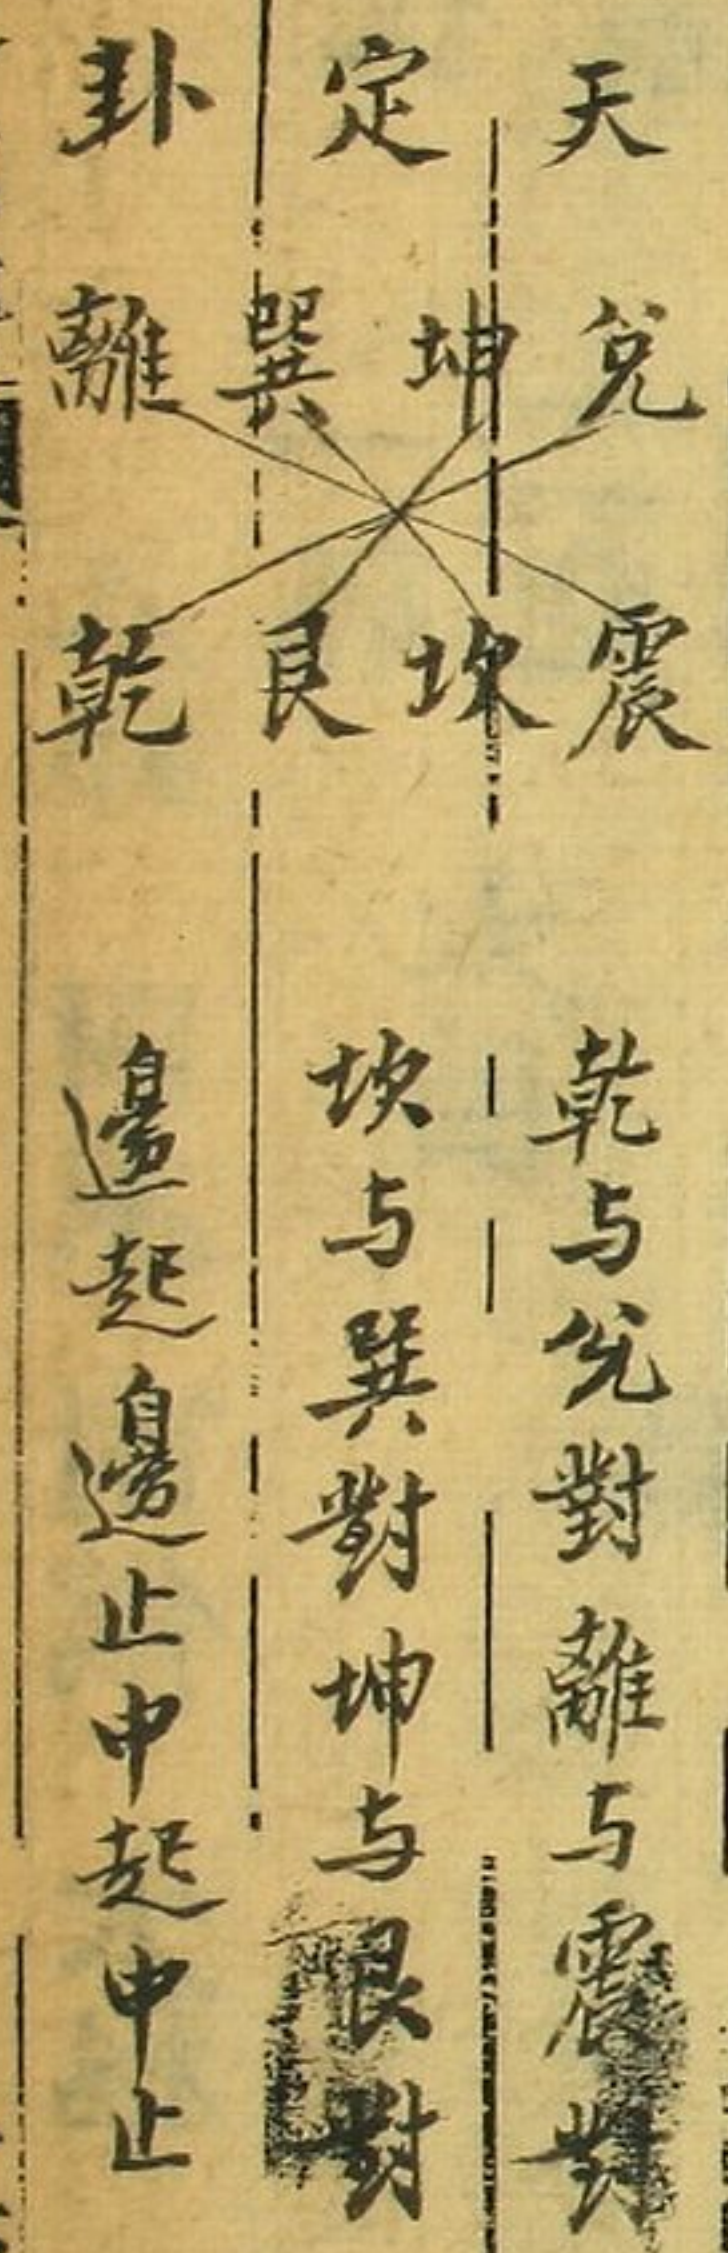 天定卦
兌坤巽離
震坎艮乾
乾与兊對離与震對
坎与巽對坤与艮對
邊起邊止中起中止